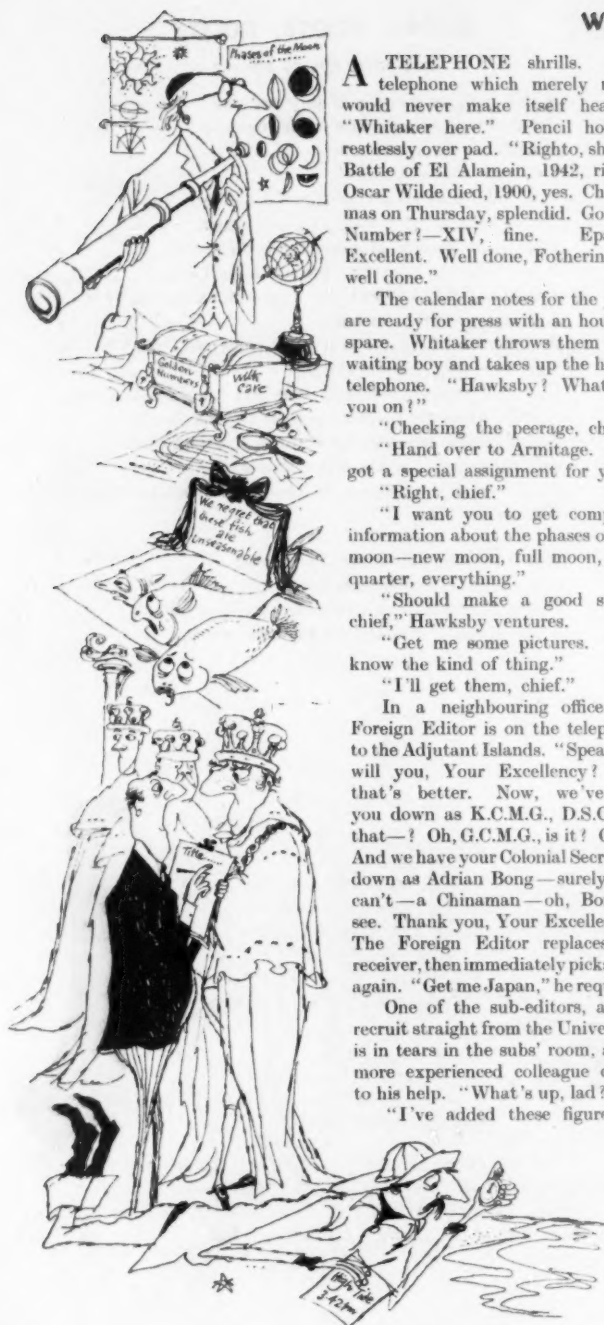 W
Phases of the Moon
Golden
Numbers
With
care
We regret that
these fish
are
unseasonable
Title
High Tide
3-42 pm
A TELEPHONE shrills.
telephone which merely r
would never make itself hea
"Whitaker here." Pencil ho
restlessly over pad. "Righto, sh
Battle of El Alamein, 1942, ri
Oscar Wilde died, 1900, yes. Ch
mas on Thursday, splendid. Go
Number?—XIV, fine. Epa
Excellent. Well done, Fotherin
well done."
The calendar notes for the
are ready for press with an hou
spare. Whitaker throws them
waiting boy and takes up the h
telephone. "Hawksby? What
you on?"
"Checking the peerage, ch
"Hand over to Armitage.
got a special assignment for y
"Right, chief."
"I want you to get comp
information about the phases o
moon—new moon, full moon,
quarter, everything."
"Should make a good s
chief," Hawksby ventures.
"Get me some pictures.
know the kind of thing."
"I'll get them, chief."
In a neighbouring office
Foreign Editor is on the telep
to the Adjutant Islands. "Spea
will you, Your Excellency?
that's better. Now, we've
you down as K.C.M.G., D.S.C
that—? Oh, G.C.M.G., is it? C
And we have your Colonial Secr
down as Adrian Bong—surely
can't—a Chinaman—oh, Bo
see. Thank you, Your Excelle
The Foreign Editor replaces
receiver, then immediately picks
again. "Get me Japan," he requ
One of the sub-editors, a
recruit straight from the Univer
is in tears in the subs' room, a
more experienced colleague c
to his help. "What's up, lad?
"I've added these figure